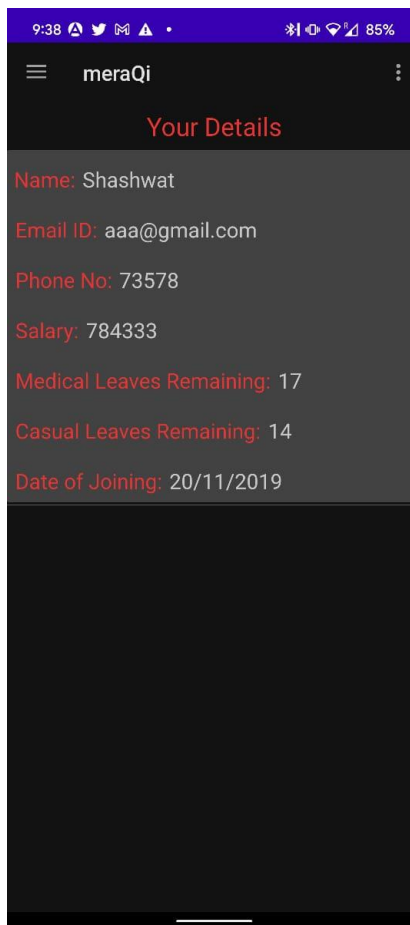 9:38 85%
meraQi
Your Details
Name: Shashwat
Email ID: aaa@gmail.com
Phone No: 73578
Salary: 784333
Medical Leaves Remaining: 17
Casual Leaves Remaining: 14
Date of Joining: 20/11/2019